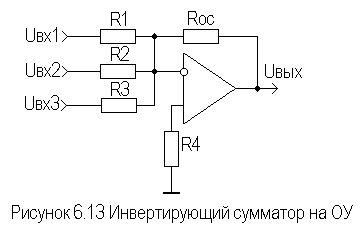 R1
Roc
Uвх1
R2
Uвх2
R3
Uвх3
Uвых
R4
Рисунок 6.13 Инвертирующий сумматор на ОУ